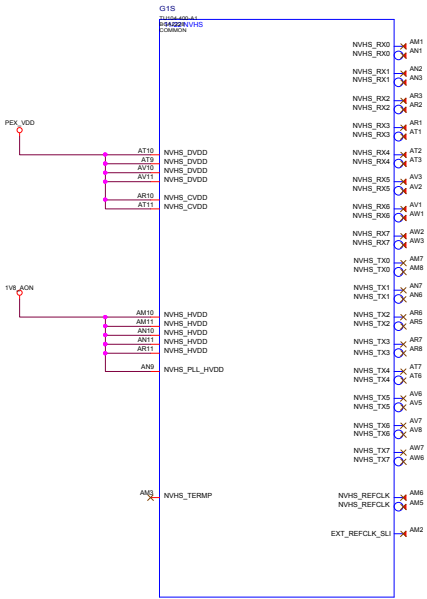 G1S
TU104-400-A1
COMMON
NVHS_RX0 AM1
NVHS_RX0 AN1
NVHS_RX1 AN2
NVHS_RX1 AN3
NVHS_RX2 AR3
NVHS_RX2 AR2
PEX_VDD
NVHS_RX3 AR1
NVHS_RX3 AT1
AT10 NVHS_DVDD NVHS_RX4 AT2
AT9 NVHS_DVDD NVHS_RX4 AT3
AV10 NVHS_DVDD
AV11 NVHS_DVDD NVHS_RX5 AV3
NVHS_RX5 AV2
AR10 NVHS_CVDD
AT11 NVHS_CVDD NVHS_RX6 AV1
NVHS_RX6 AW1
NVHS_RX7 AW2
NVHS_RX7 AW3
NVHS_TX0 AM7
NVHS_TX0 AM8
1V8_AON
NVHS_TX1 AN7
NVHS_TX1 AN6
AM10 NVHS_HVDD NVHS_TX2 AR6
AM11 NVHS_HVDD NVHS_TX2 AR5
AN10 NVHS_HVDD
AN11 NVHS_HVDD NVHS_TX3 AR7
AR11 NVHS_HVDD NVHS_TX3 AR8
AN9 NVHS_PLL_HVDD NVHS_TX4 AT7
NVHS_TX4 AT6
NVHS_TX5 AV6
NVHS_TX5 AV5
NVHS_TX6 AV7
NVHS_TX6 AV8
NVHS_TX7 AW7
NVHS_TX7 AW6
AM3 NVHS_TERMP NVHS_REFCLK AM6
NVHS_REFCLK AM5
EXT_REFCLK_SLI AM2